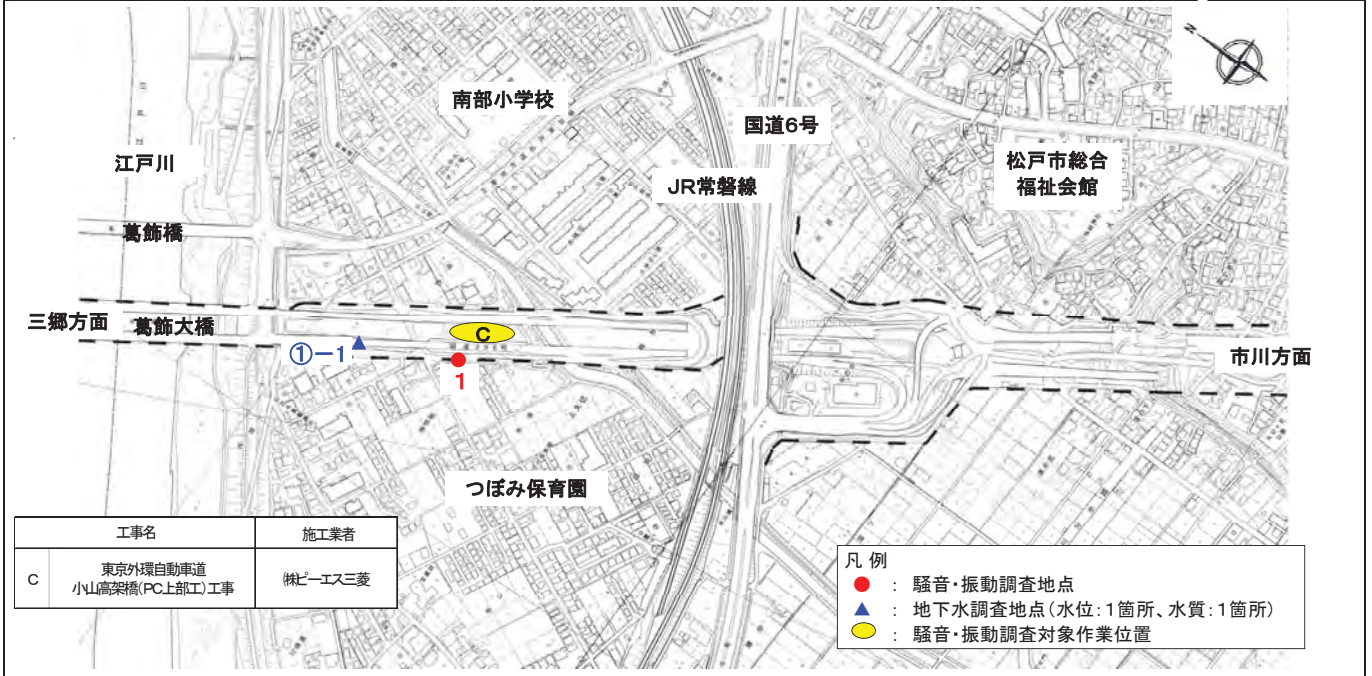 N
南部小学校
国道6号
江戸川
松戸市総合
福祉会館
JR常磐線
葛飾橋
三郷方面
葛飾大橋
C
市川方面
①-1
1
つぼみ保育園
工事名
施工業者
C
東京外環自動車道
小山高架橋(PC上部工)工事
㈱ピーエス三菱
凡 例
● : 騒音・振動調査地点
▲ : 地下水調査地点(水位:1箇所、水質:1箇所)
: 騒音・振動調査対象作業位置